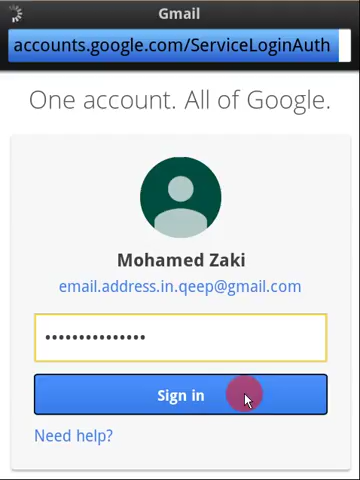 Gmail
accounts.google.com/ServiceLoginAuth
One account. All of Google.
Mohamed Zaki
email.address.in.qeep@gmail.com
•••••••••••••••
Sign in
Need help?